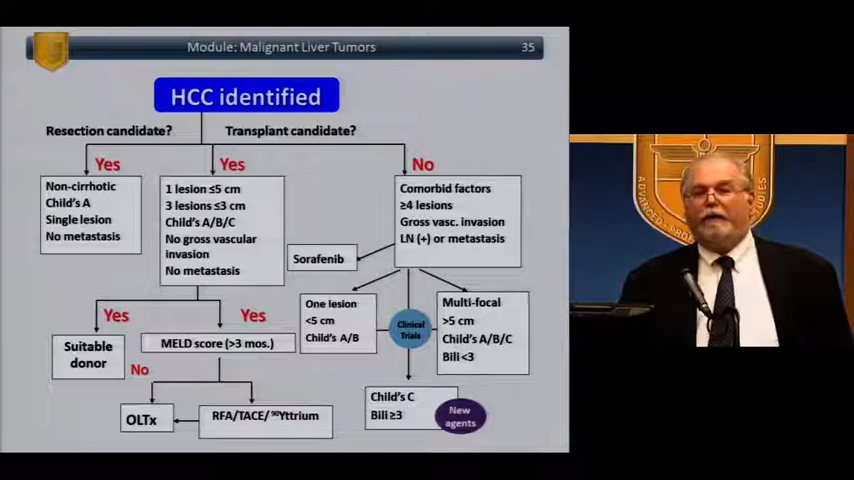 Module: Malignant Liver Tumors
35
HCC identified
Resection candidate?
Transplant candidate?
Yes
Yes
No
Non-cirrhotic
Child's A
Single lesion
No metastasis
1 lesion ≤5 cm
3 lesions ≤3 cm
Child's A/B/C
No gross vascular
invasion
No metastasis
Comorbid factors
≥4 lesions
Gross vasc. invasion
LN (+) or metastasis
Sorafenib
One lesion
<5 cm
Child's A/B
Clinical
Trials
Multi-focal
>5 cm
Child's A/B/C
Bili <3
Yes
Yes
Suitable
donor
MELD score (>3 mos.)
No
OLTx
RFA/TACE/ ⁹⁰Yttrium
Child's C
Bili ≥3
New
agents